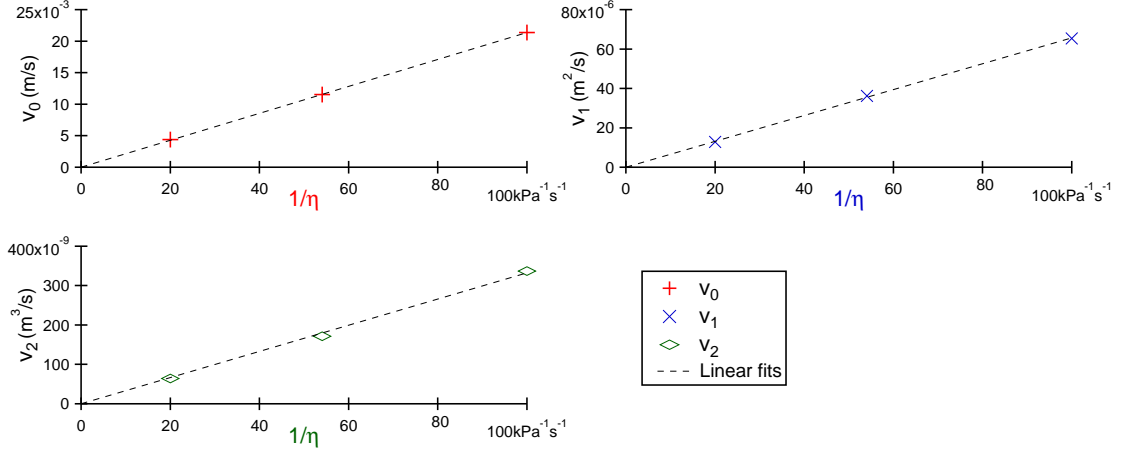 25x10⁻³
20
15
10
5
0
v₀ (m/s)
0
20
40
60
80
100kPa⁻¹s⁻¹
1/η
80x10⁻⁶
60
40
20
0
v₁ (m²/s)
0
20
40
60
80
100kPa⁻¹s⁻¹
1/η
400x10⁻⁹
300
200
100
0
v₂ (m³/s)
0
20
40
60
80
100kPa⁻¹s⁻¹
1/η
v₀
v₁
v₂
Linear fits